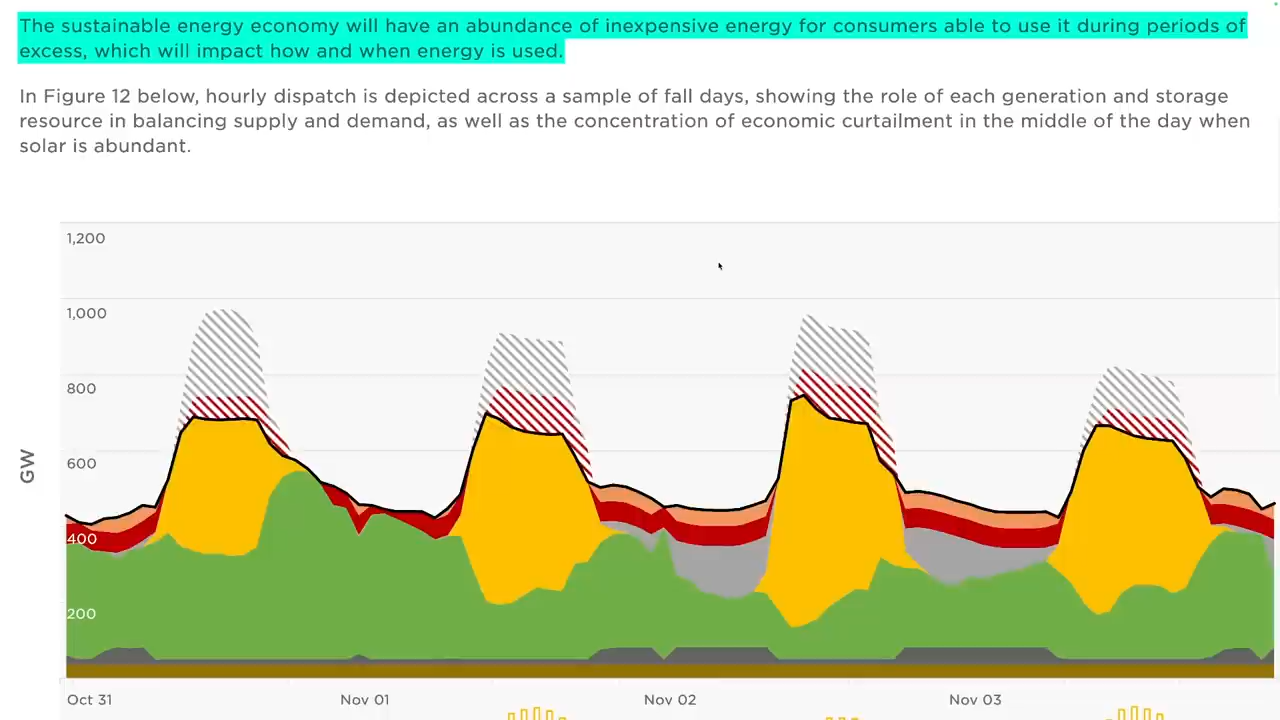 The sustainable energy economy will have an abundance of inexpensive energy for consumers able to use it during periods of
excess, which will impact how and when energy is used.
In Figure 12 below, hourly dispatch is depicted across a sample of fall days, showing the role of each generation and storage
resource in balancing supply and demand, as well as the concentration of economic curtailment in the middle of the day when
solar is abundant.
1,200
1,000
800
600
GW
400
200
Oct 31
Nov 01
Nov 02
Nov 03